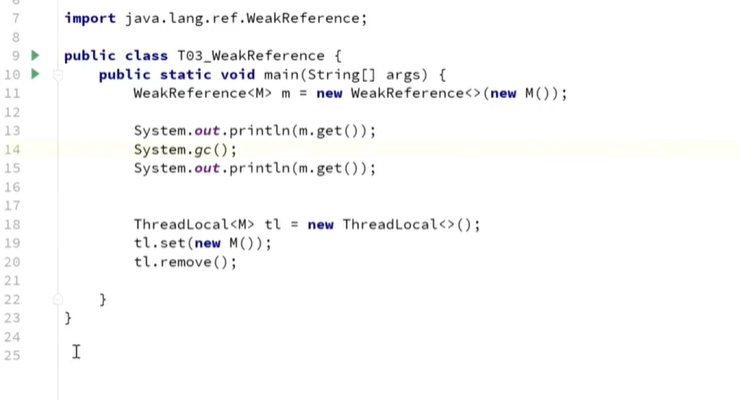 7 import java.lang.ref.WeakReference;
8
9 public class T03_WeakReference {
10 public static void main(String[] args) {
11 WeakReference<M> m = new WeakReference<>(new M());
12
13 System.out.println(m.get());
14 System.gc();
15 System.out.println(m.get());
16
17
18 ThreadLocal<M> tl = new ThreadLocal<>();
19 tl.set(new M());
20 tl.remove();
21
22 }
23 }
24
25